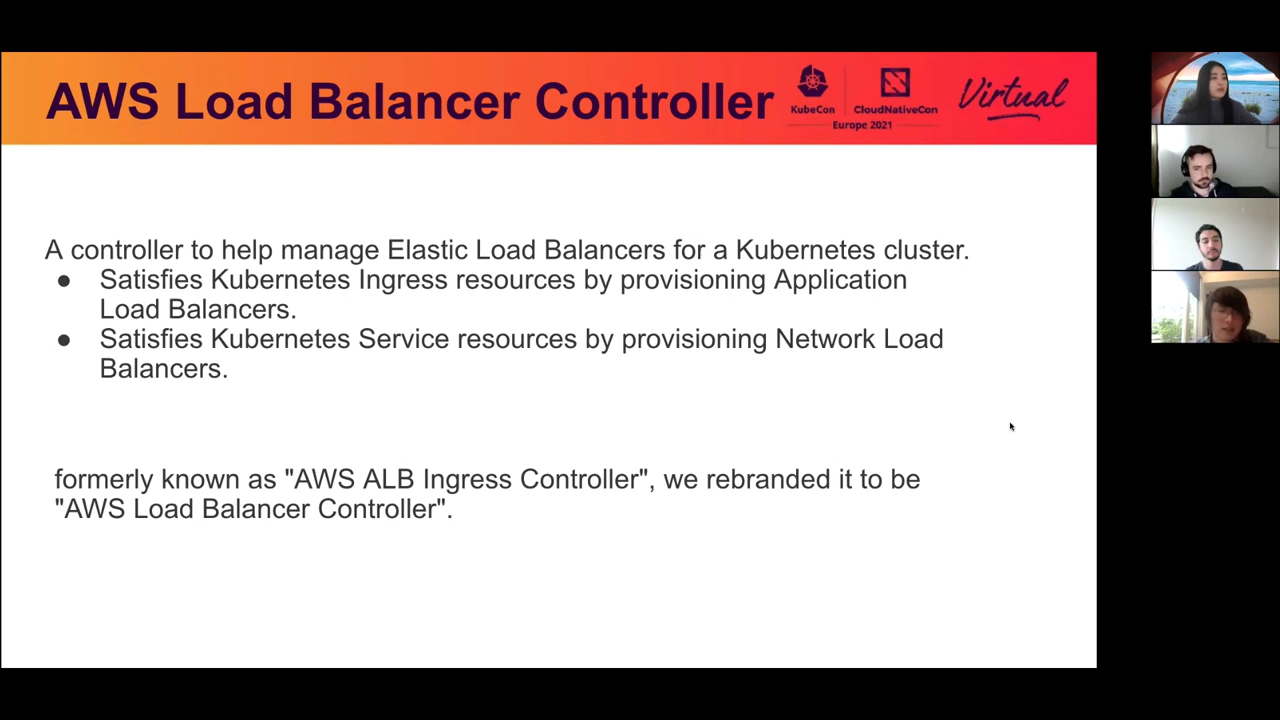 AWS Load Balancer Controller
KubeCon
CloudNativeCon
Europe 2021
Virtual
A controller to help manage Elastic Load Balancers for a Kubernetes cluster.
● Satisfies Kubernetes Ingress resources by provisioning Application
Load Balancers.
● Satisfies Kubernetes Service resources by provisioning Network Load
Balancers.
formerly known as "AWS ALB Ingress Controller", we rebranded it to be
"AWS Load Balancer Controller".